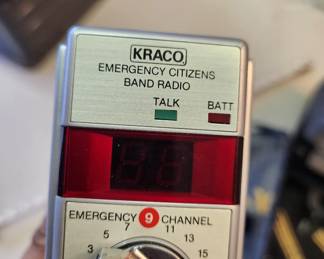 KRACO
EMERGENCY CITIZENS
BAND RADIO
TALK BATT
EMERGENCY 9 CHANNEL
3 5 7 11 13 15